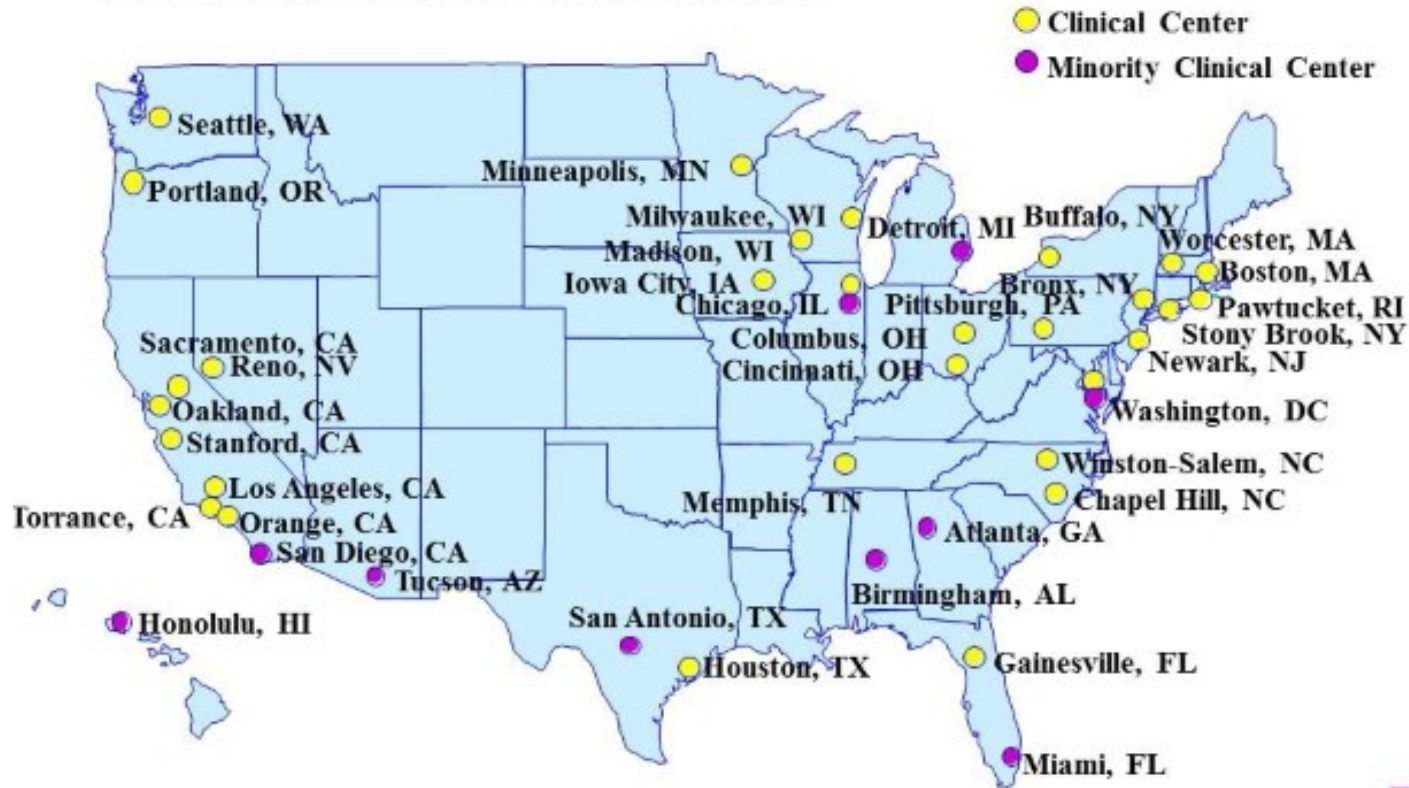 Clinical Center
Minority Clinical Center
Seattle, WA
Portland, OR
Minneapolis, MN
Milwaukee, WI
Detroit, MI
Buffalo, NY
Madison, WI
Worcester, MA
Iowa City, IA
Boston, MA
Chicago, IL
Pittsburgh, PA
Bronx, NY
Pawtucket, RI
Columbus, OH
Stony Brook, NY
Sacramento, CA
Reno, NV
Cincinnati, OH
Newark, NJ
Oakland, CA
Washington, DC
Stanford, CA
Winston-Salem, NC
Los Angeles, CA
Memphis, TN
Chapel Hill, NC
Torrance, CA
Orange, CA
Atlanta, GA
San Diego, CA
Tucson, AZ
Birmingham, AL
Honolulu, HI
San Antonio, TX
Houston, TX
Gainesville, FL
Miami, FL